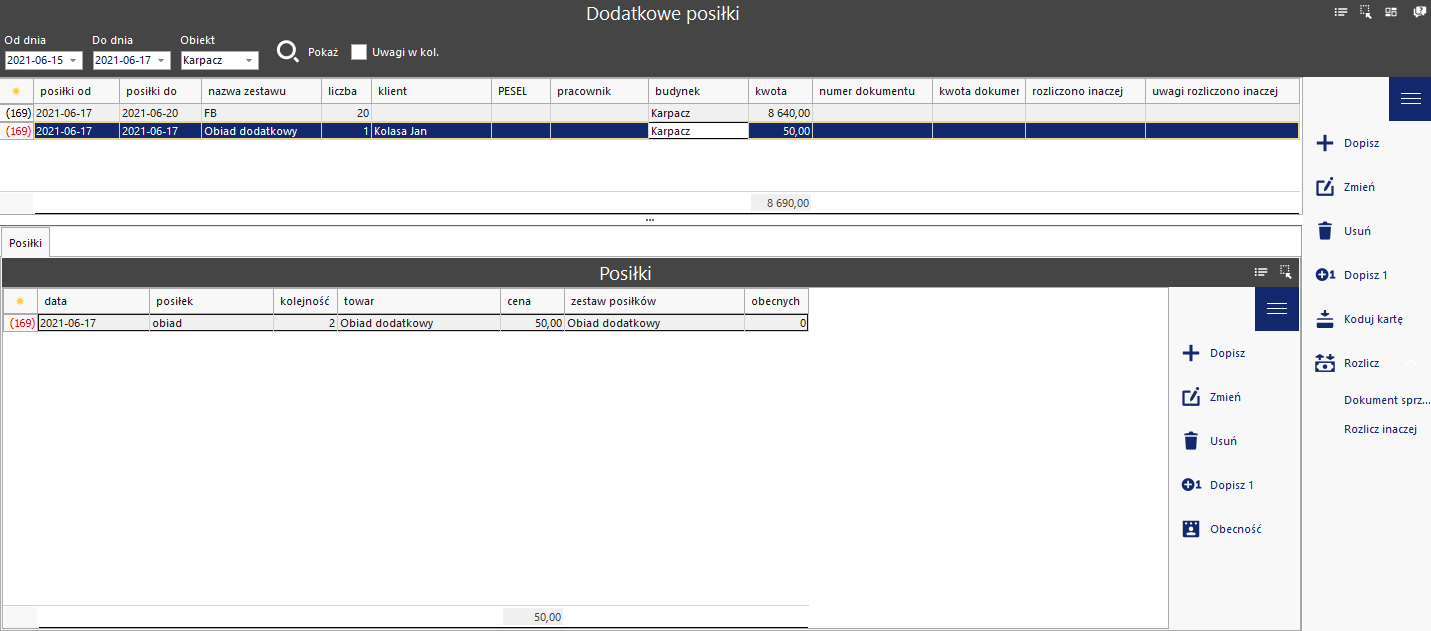 Dodatkowe posiłki
Od dnia Do dnia Obiekt
2021-06-15 2021-06-17 Karpacz Pokaż Uwagi w kol.
posiłki od posiłki do nazwa zestawu liczba klient PESEL pracownik budynek kwota numer dokumentu kwota dokumer rozliczono inaczej uwagi rozliczono inaczej
(169) 2021-06-17 2021-06-20 FB 20 Karpacz 8 640,00
(169) 2021-06-17 2021-06-17 Obiad dodatkowy 1 Kolasa Jan Karpacz 50,00
8 690,00
...
Dopisz
Zmień
Usuń
+1 Dopisz 1
Koduj kartę
Rozlicz
Dokument sprz...
Rozlicz inaczej
Posiłki
Posiłki
data posiłek kolejność towar cena zestaw posiłków obecnych
(169) 2021-06-17 obiad 2 Obiad dodatkowy 50,00 Obiad dodatkowy 0
Dopisz
Zmień
Usuń
+1 Dopisz 1
Obecność
50,00